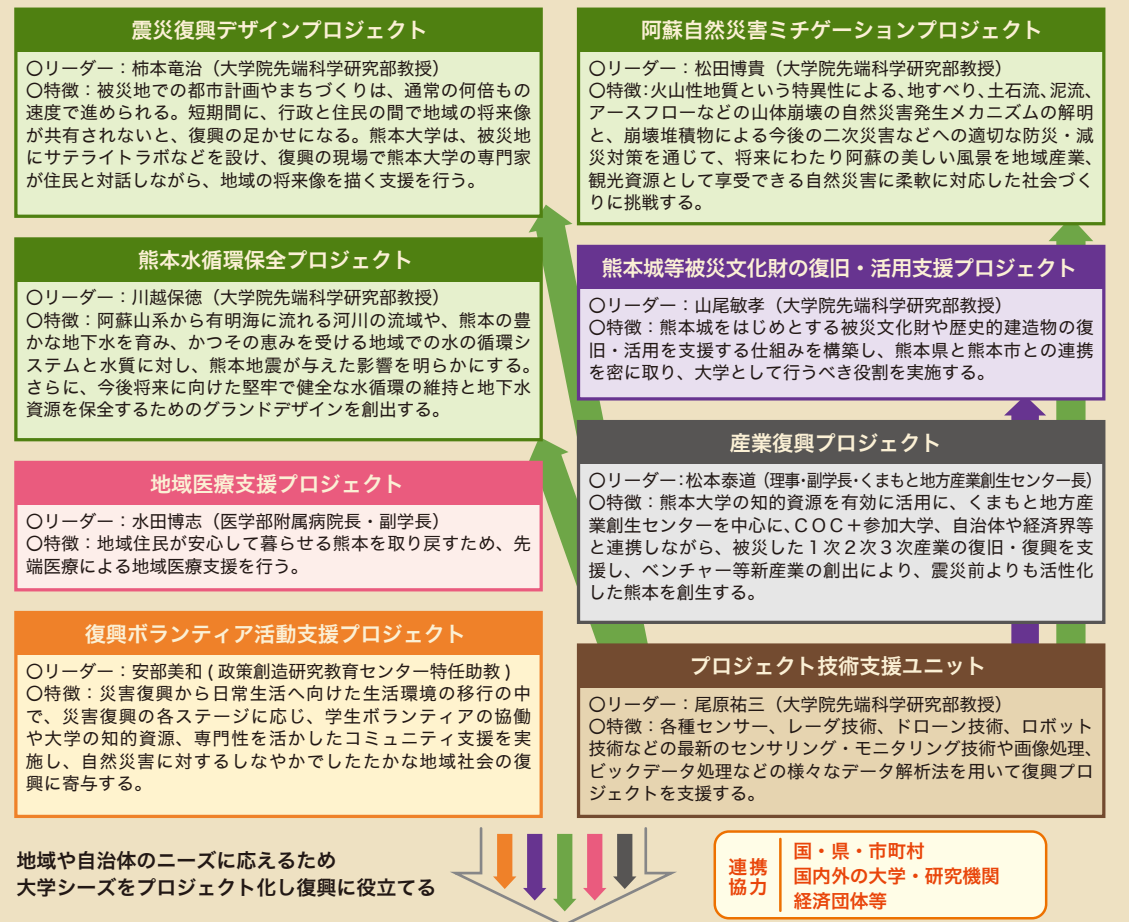 震災復興デザインプロジェクト
〇リーダー：柿本竜治（大学院先端科学研究部教授）
〇特徴：被災地での都市計画やまちづくりは、通常の何倍もの
速度で進められる。短期間に、行政と住民の間で地域の将来像
が共有されないと、復興の足かせになる。熊本大学は、被災地
にサテライトラボなどを設け、復興の現場で熊本大学の専門家
が住民と対話しながら、地域の将来像を描く支援を行う。
熊本水循環保全プロジェクト
〇リーダー：川越保徳（大学院先端科学研究部教授）
〇特徴：阿蘇山系から有明海に流れる河川の流域や、熊本の豊
かな地下水を育み、かつその恵みを受ける地域での水の循環シ
ステムと水質に対し、熊本地震が与えた影響を明らかにする。
さらに、今後将来に向けた堅牢で健全な水循環の維持と地下水
資源を保全するためのグランドデザインを創出する。
地域医療支援プロジェクト
〇リーダー：水田博志（医学部附属病院長・副学長）
〇特徴：地域住民が安心して暮らせる熊本を取り戻すため、先
端医療による地域医療支援を行う。
復興ボランティア活動支援プロジェクト
〇リーダー：安部美和 ( 政策創造研究教育センター特任助教 )
〇特徴：災害復興から日常生活へ向けた生活環境の移行の中
で、災害復興の各ステージに応じ、学生ボランティアの協働
や大学の知的資源、専門性を活かしたコミュニティ支援を実
施し、自然災害に対するしなやかでしたたかな地域社会の復
興に寄与する。
阿蘇自然災害ミチゲーションプロジェクト
〇リーダー：松田博貴（大学院先端科学研究部教授）
〇特徴：火山性地質という特異性による、地すべり、土石流、泥流、
アースフローなどの山体崩壊の自然災害発生メカニズムの解明
と、崩壊堆積物による今後の二次災害などへの適切な防災・減
災対策を通じて、将来にわたり阿蘇の美しい風景を地域産業、
観光資源として享受できる自然災害に柔軟に対応した社会づく
りに挑戦する。
熊本城等被災文化財の復旧・活用支援プロジェクト
〇リーダー：山尾敏孝（大学院先端科学研究部教授）
〇特徴：熊本城をはじめとする被災文化財や歴史的建造物の復
旧・活用を支援する仕組みを構築し、熊本県と熊本市との連携
を密に取り、大学として行うべき役割を実施する。
産業復興プロジェクト
〇リーダー：松本泰道（理事・副学長・くまもと地方産業創生センター長）
〇特徴：熊本大学の知的資源を有効に活用に、くまもと地方産
業創生センターを中心に、ＣＯＣ＋参加大学、自治体や経済界等
と連携しながら、被災した１次２次３次産業の復旧・復興を支
援し、ベンチャー等新産業の創出により、震災前よりも活性化
した熊本を創生する。
プロジェクト技術支援ユニット
〇リーダー：尾原祐三（大学院先端科学研究部教授）
〇特徴：各種センサー、レーダ技術、ドローン技術、ロボット
技術などの最新のセンサリング・モニタリング技術や画像処理、
ビックデータ処理などの様々なデータ解析法を用いて復興プロ
ジェクトを支援する。
地域や自治体のニーズに応えるため
大学シーズをプロジェクト化し復興に役立てる
連携
協力
国・県・市町村
国内外の大学・研究機関
経済団体等